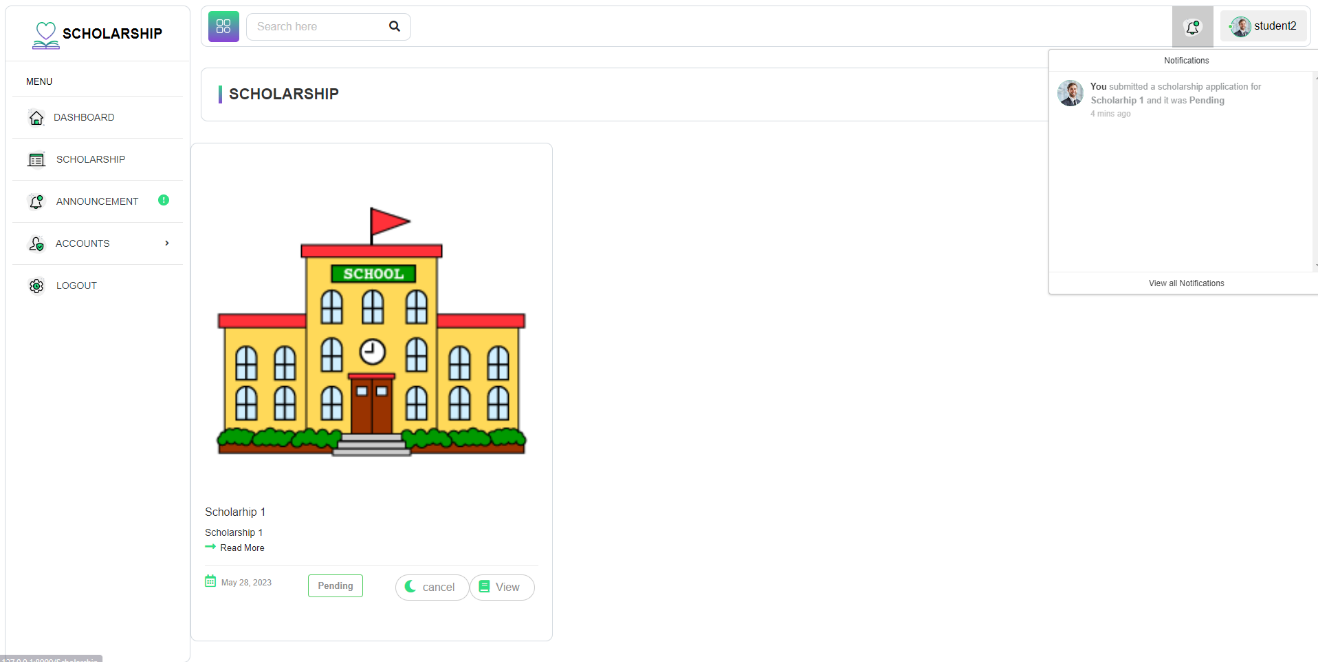 SCHOLARSHIP
MENU
DASHBOARD
SCHOLARSHIP
ANNOUNCEMENT
ACCOUNTS
LOGOUT
Search here
student2
SCHOLARSHIP
Notifications
You submitted a scholarship application for
Scholarhip 1 and it was Pending
4 mins ago
View all Notifications
SCHOOL
Scholarhip 1
Scholarship 1
Read More
May 28, 2023
Pending
cancel
View